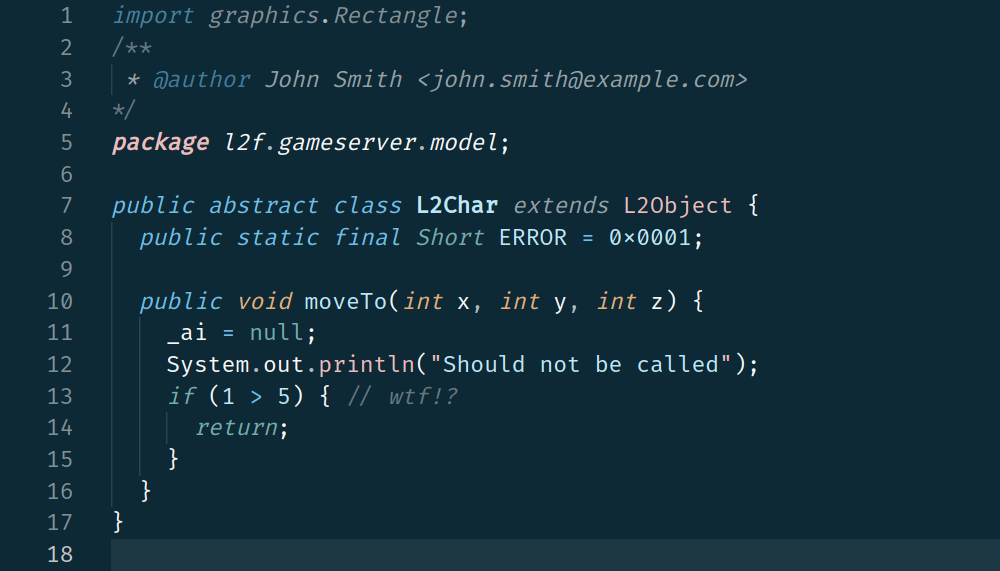 1 import graphics.Rectangle;
2 /**
3  * @author John Smith <john.smith@example.com>
4 */
5 package l2f.gameserver.model;
6
7 public abstract class L2Char extends L2Object {
8   public static final Short ERROR = 0x0001;
9
10   public void moveTo(int x, int y, int z) {
11     _ai = null;
12     System.out.println("Should not be called");
13     if (1 > 5) { // wtf!?
14       return;
15     }
16   }
17 }
18